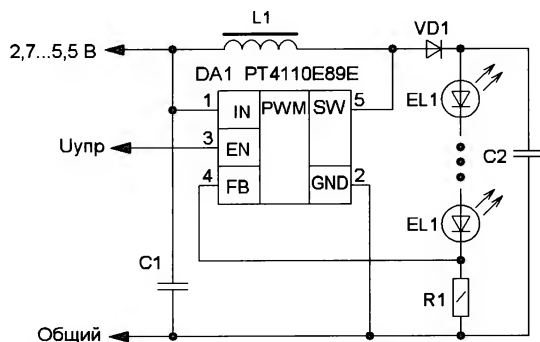 L1
VD1
2,7...5,5 В
DA1 PT4110E89E
1 IN PWM SW 5
EL1
Uупр
3 EN
C2
4 FB GND 2
EL1
C1
R1
Общий